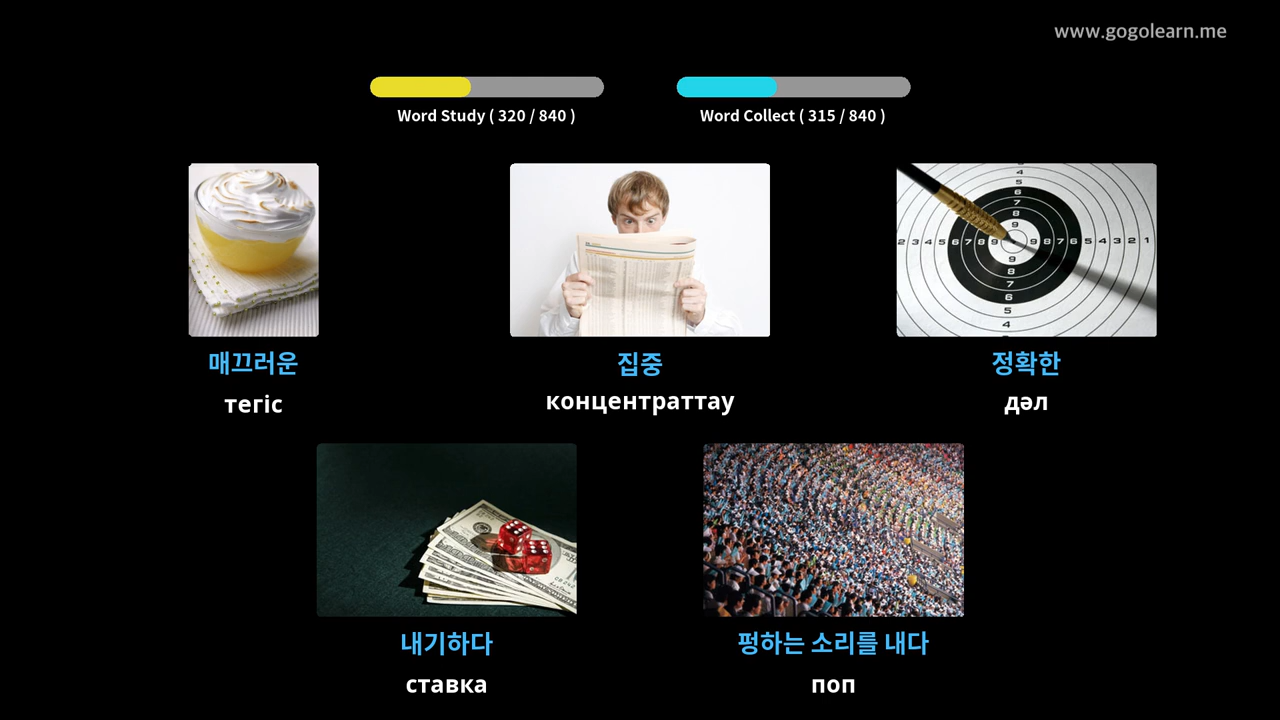 www.gogolearn.me
Word Study ( 320 / 840 )
Word Collect ( 315 / 840 )
매끄러운
집중
정확한
тегіс
концентраттау
дәл
내기하다
펑하는 소리를 내다
ставка
поп